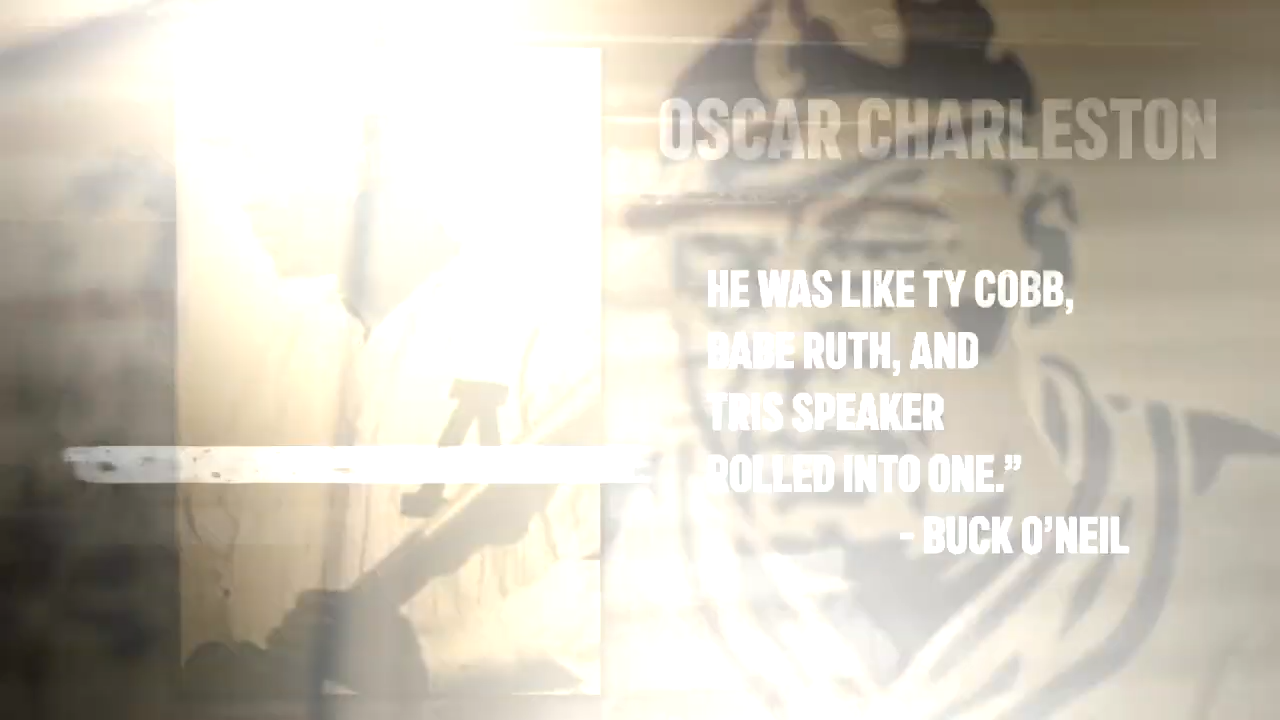 OSCAR CHARLESTON
HE WAS LIKE TY COBB,
BABE RUTH, AND
TRIS SPEAKER
ROLLED INTO ONE.”
- BUCK O’NEIL